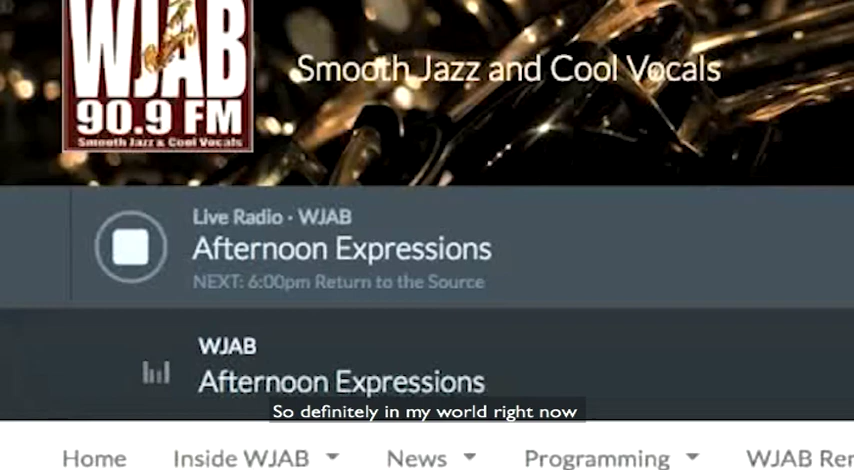 WJAB
90.9 FM
Smooth Jazz & Cool Vocals
Smooth Jazz and Cool Vocals
Live Radio · WJAB
Afternoon Expressions
NEXT: 6:00pm Return to the Source
WJAB
Afternoon Expressions
So definitely in my world right now
Home Inside WJAB News Programming WJAB